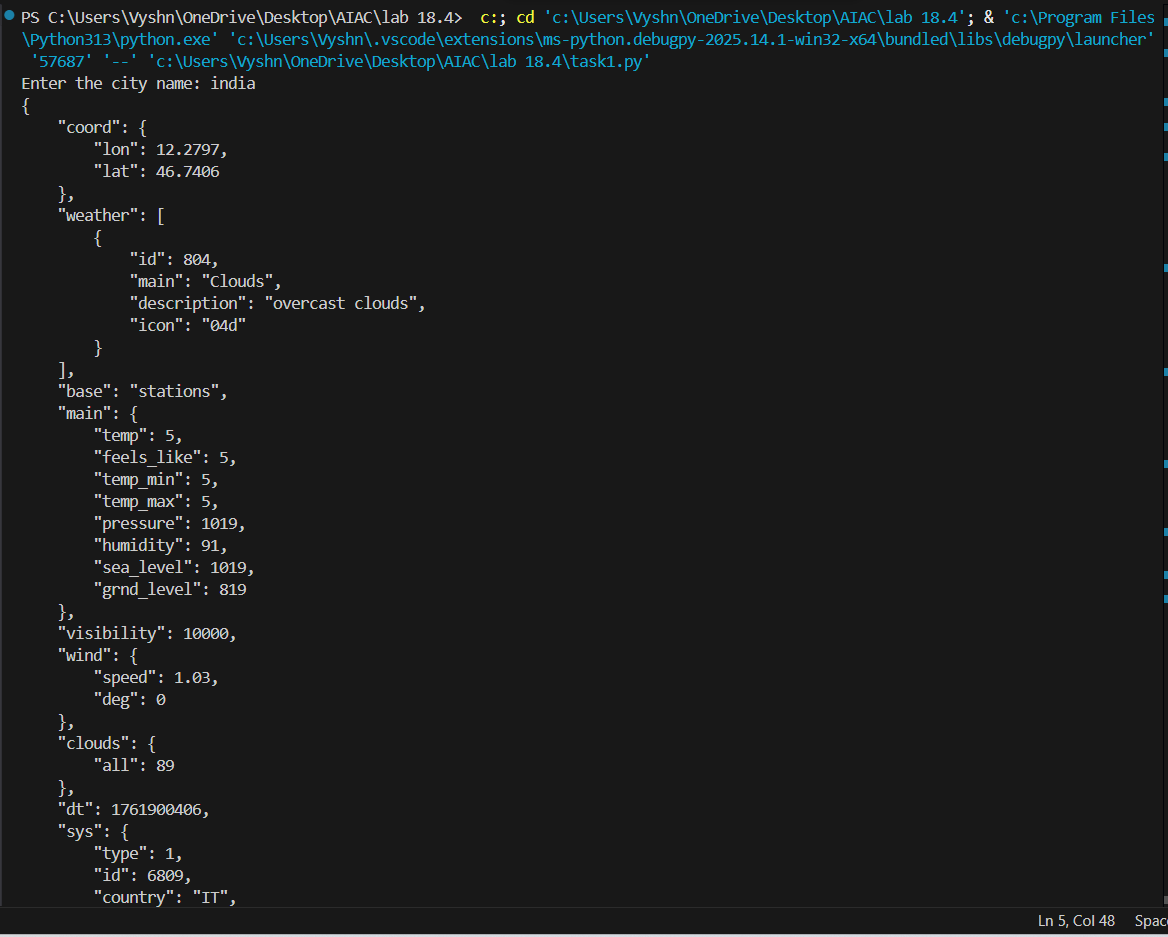 PS C:\Users\Vyshn\OneDrive\Desktop\AIAC\lab 18.4>  c:; cd 'c:\Users\Vyshn\OneDrive\Desktop\AIAC\lab 18.4'; & 'c:\Program Files
\Python313\python.exe' 'c:\Users\Vyshn\.vscode\extensions\ms-python.debugpy-2025.14.1-win32-x64\bundled\libs\debugpy\launcher'
 '57687' '--' 'c:\Users\Vyshn\OneDrive\Desktop\AIAC\lab 18.4\task1.py'
Enter the city name: india
{
    "coord": {
        "lon": 12.2797,
        "lat": 46.7406
    },
    "weather": [
        {
            "id": 804,
            "main": "Clouds",
            "description": "overcast clouds",
            "icon": "04d"
        }
    ],
    "base": "stations",
    "main": {
        "temp": 5,
        "feels_like": 5,
        "temp_min": 5,
        "temp_max": 5,
        "pressure": 1019,
        "humidity": 91,
        "sea_level": 1019,
        "grnd_level": 819
    },
    "visibility": 10000,
    "wind": {
        "speed": 1.03,
        "deg": 0
    },
    "clouds": {
        "all": 89
    },
    "dt": 1761900406,
    "sys": {
        "type": 1,
        "id": 6809,
        "country": "IT",
Ln 5, Col 48 Spac